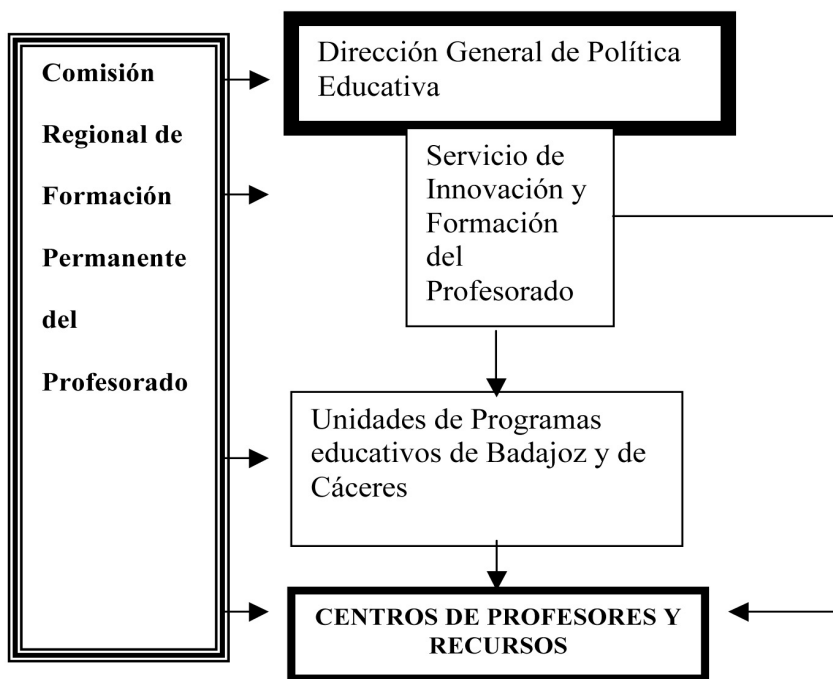 Comisión
Regional de
Formación
Permanente
del
Profesorado
Dirección General de Política
Educativa
Servicio de
Innovación y
Formación
del
Profesorado
Unidades de Programas
educativos de Badajoz y de
Cáceres
CENTROS DE PROFESORES Y
RECURSOS